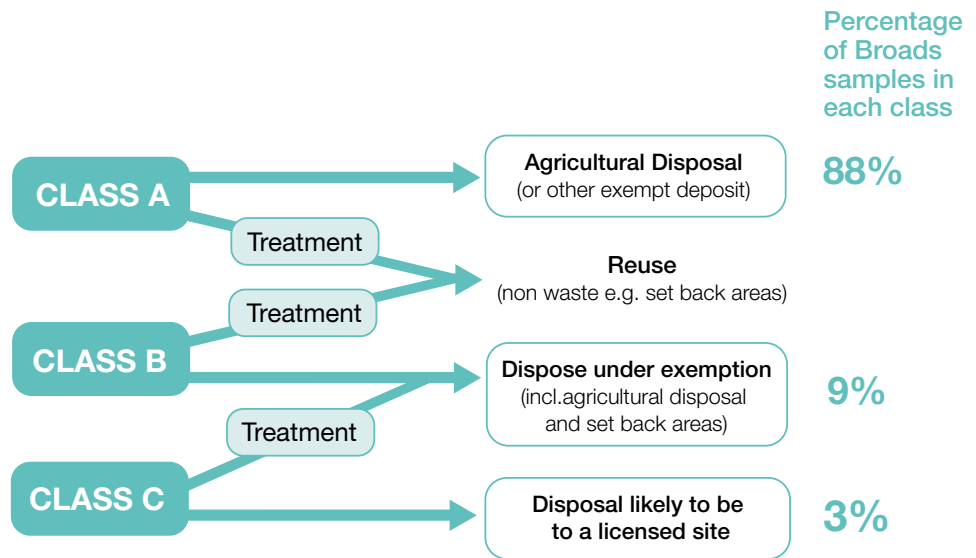 Percentage
of Broads
samples in
each class
CLASS A
Agricultural Disposal
(or other exempt deposit)
88%
Treatment
Reuse
(non waste e.g. set back areas)
Treatment
CLASS B
Dispose under exemption
(incl.agricultural disposal
and set back areas)
9%
Treatment
CLASS C
Disposal likely to be
to a licensed site
3%